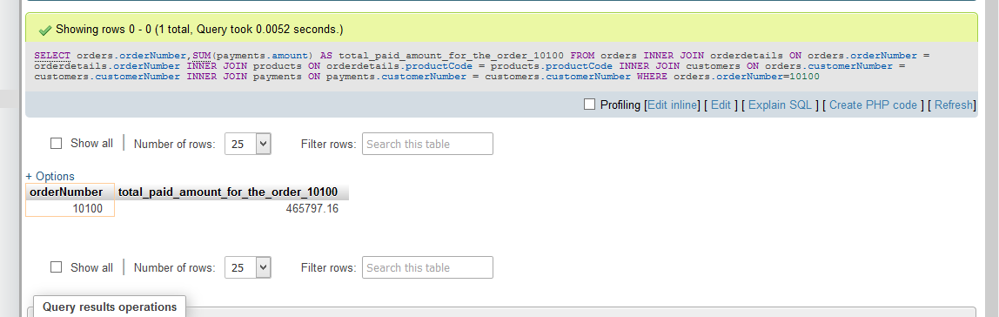 Showing rows 0 - 0 (1 total, Query took 0.0052 seconds.)
SELECT orders.orderNumber,SUM(payments.amount) AS total_paid_amount_for_the_order_10100 FROM orders INNER JOIN orderdetails ON orders.orderNumber =
orderdetails.orderNumber INNER JOIN products ON orderdetails.productCode = products.productCode INNER JOIN customers ON orders.customerNumber =
customers.customerNumber INNER JOIN payments ON payments.customerNumber = customers.customerNumber WHERE orders.orderNumber=10100
Profiling [Edit inline] [ Edit ] [ Explain SQL ] [ Create PHP code ] [ Refresh]
Show all | Number of rows: 25 Filter rows: Search this table
+ Options
orderNumber total_paid_amount_for_the_order_10100
10100 465797.16
Show all | Number of rows: 25 Filter rows: Search this table
Query results operations